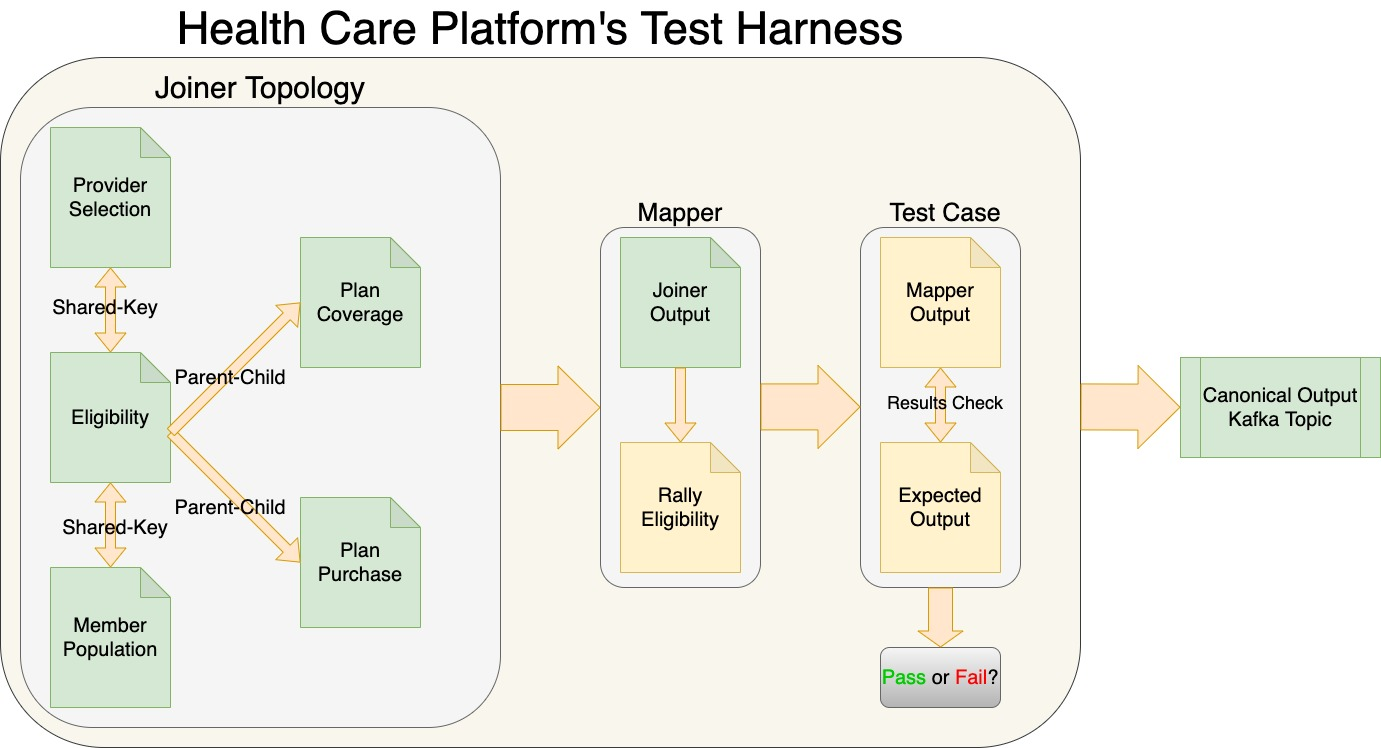 Health Care Platform's Test Harness
Joiner Topology
Provider
Selection
Shared-Key
Eligibility
Shared-Key
Member
Population
Parent-Child
Plan
Coverage
Parent-Child
Plan
Purchase
Mapper
Joiner
Output
Rally
Eligibility
Test Case
Mapper
Output
Results Check
Expected
Output
Pass or Fail?
Canonical Output
Kafka Topic